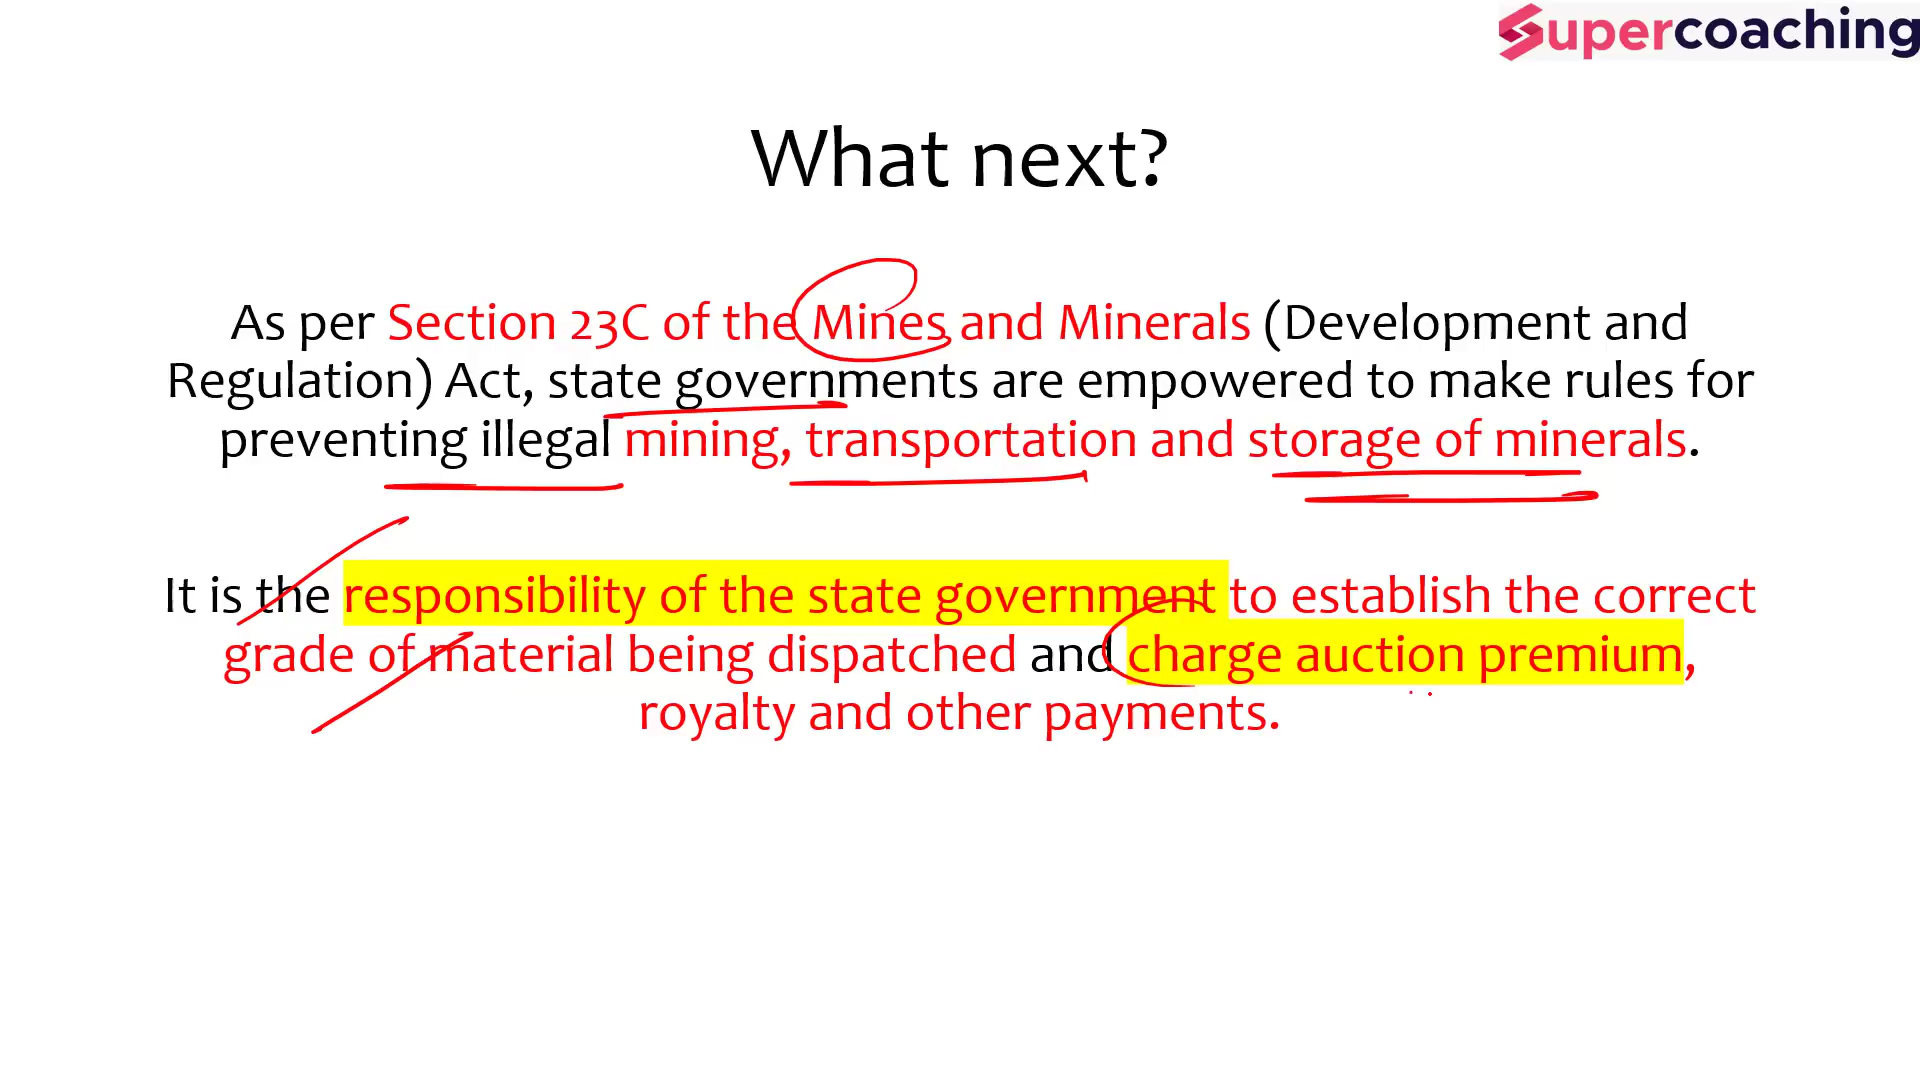 Supercoaching
What next?
As per Section 23C of the Mines and Minerals (Development and
Regulation) Act, state governments are empowered to make rules for
preventing illegal mining, transportation and storage of minerals.
It is the responsibility of the state government to establish the correct
grade of material being dispatched and charge auction premium,
royalty and other payments.